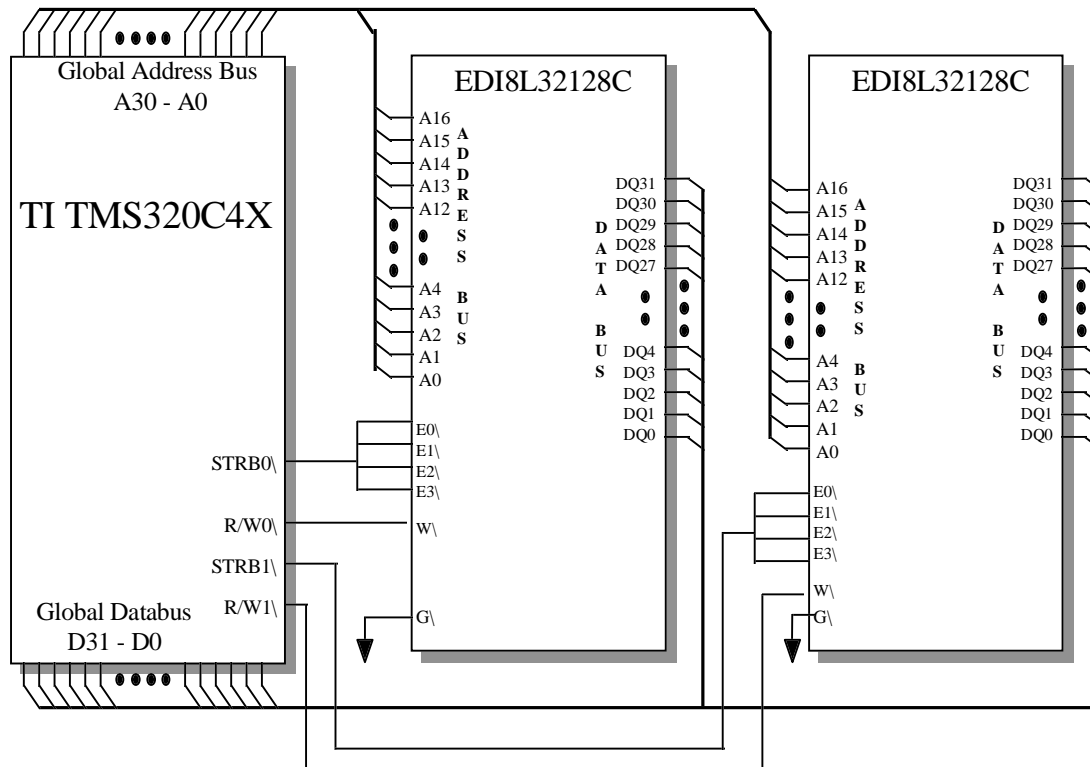 Global Address Bus
A30 - A0
TI TMS320C4X
STRB0\
R/W0\
STRB1\
R/W1\
Global Databus
D31 - D0
EDI8L32128C
A16
A15
A14
A13
A12
A4
A3
A2
A1
A0
ADDRESS BUS
E0\
E1\
E2\
E3\
W\
G\
DATA BUS
DQ31
DQ30
DQ29
DQ28
DQ27
DQ4
DQ3
DQ2
DQ1
DQ0
EDI8L32128C
A16
A15
A14
A13
A12
A4
A3
A2
A1
A0
ADDRESS BUS
E0\
E1\
E2\
E3\
W\
G\
DATA BUS
DQ31
DQ30
DQ29
DQ28
DQ27
DQ4
DQ3
DQ2
DQ1
DQ0